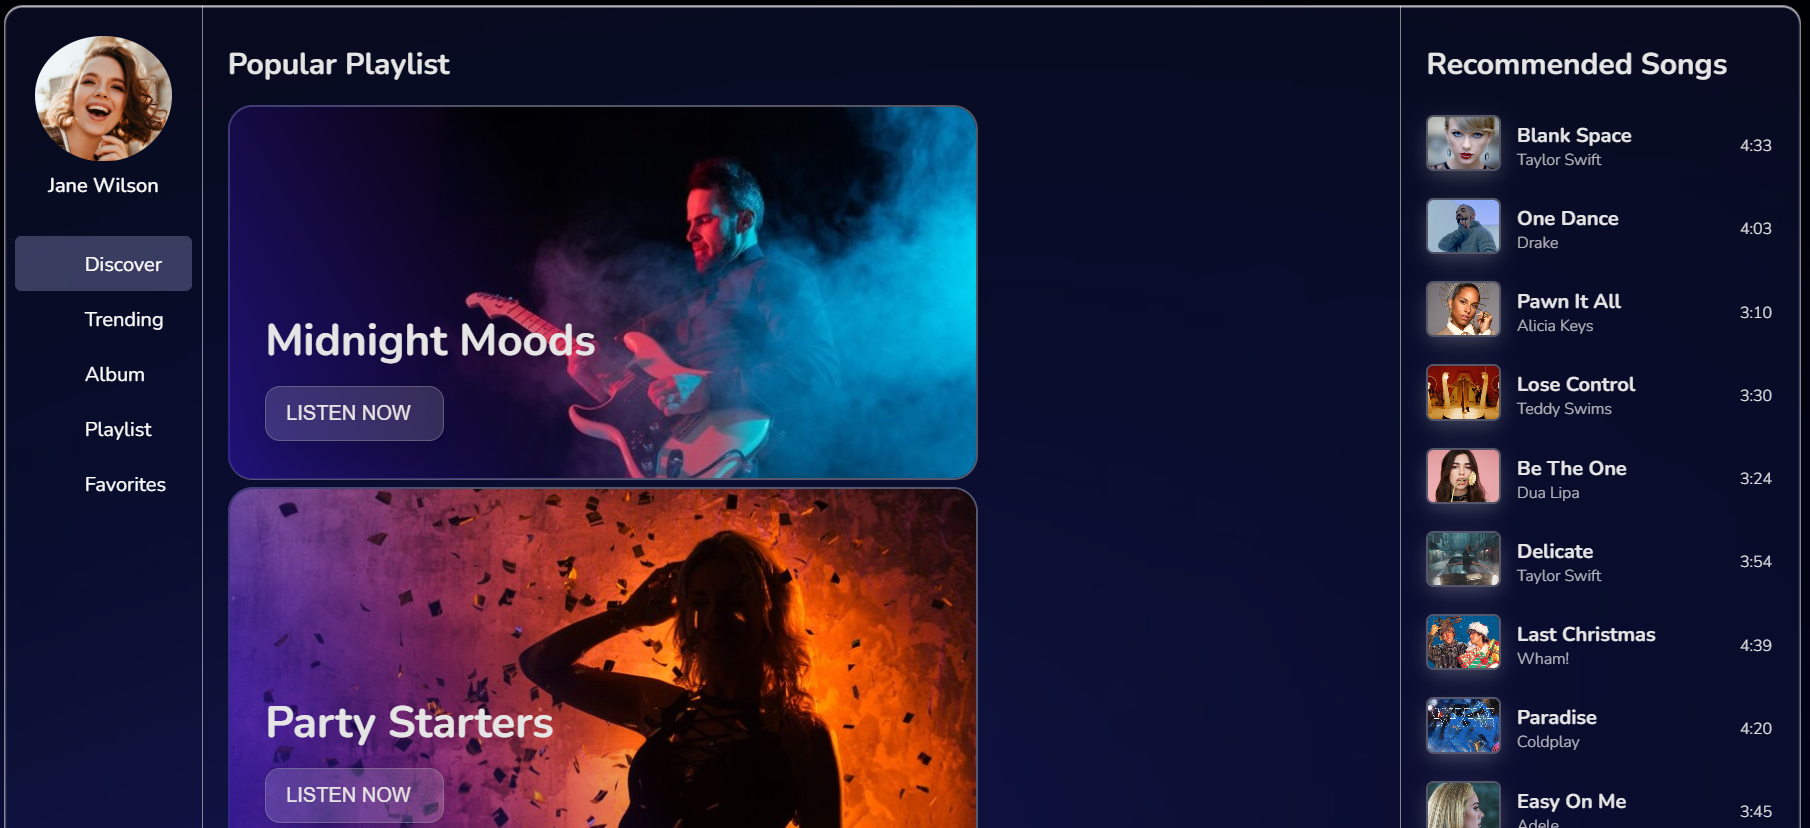 Jane Wilson
Discover
Trending
Album
Playlist
Favorites
Popular Playlist
Midnight Moods
LISTEN NOW
Party Starters
LISTEN NOW
Recommended Songs
Blank Space
Taylor Swift
4:33
One Dance
Drake
4:03
Pawn It All
Alicia Keys
3:10
Lose Control
Teddy Swims
3:30
Be The One
Dua Lipa
3:24
Delicate
Taylor Swift
3:54
Last Christmas
Wham!
4:39
Paradise
Coldplay
4:20
Easy On Me
Adele
3:45